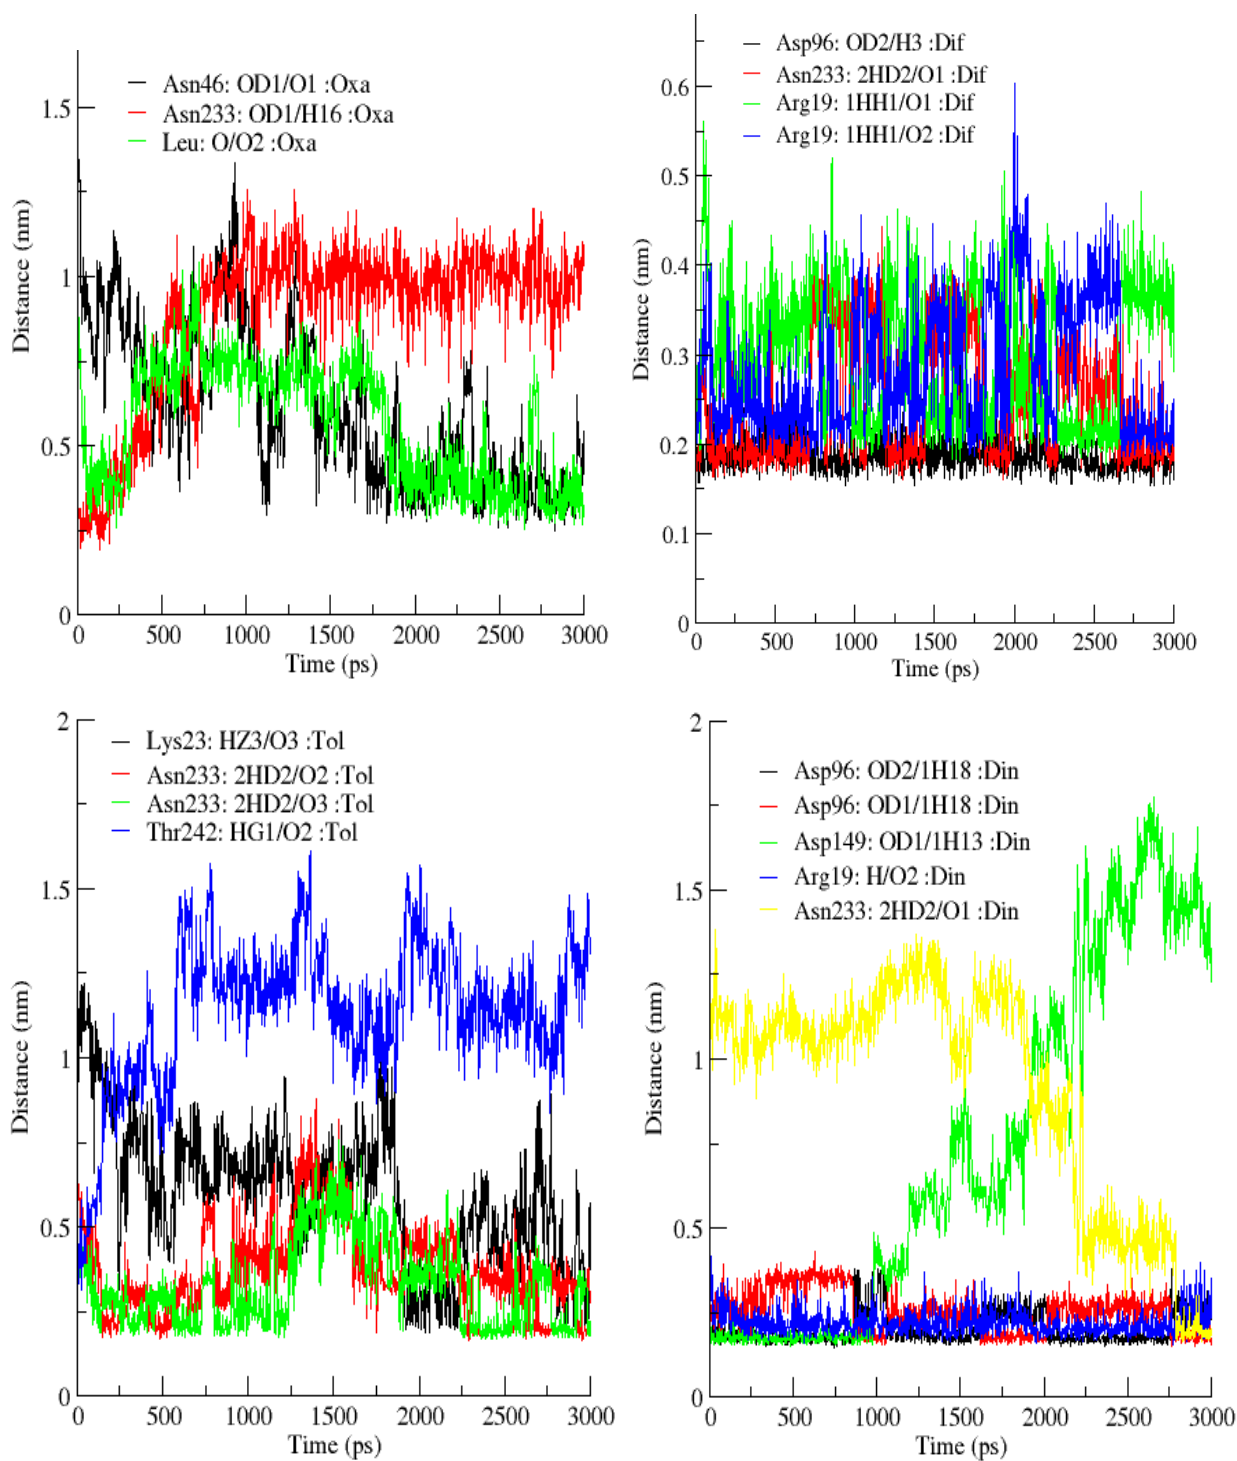 Asn46: OD1/O1 :Oxa
Asn233: OD1/H16 :Oxa
Leu: O/O2 :Oxa
1.5
1
0.5
0
Distance (nm)
0 500 1000 1500 2000 2500 3000
Time (ps)
Asp96: OD2/H3 :Dif
Asn233: 2HD2/O1 :Dif
Arg19: 1HH1/O1 :Dif
Arg19: 1HH1/O2 :Dif
0.6
0.5
0.4
0.3
0.2
0.1
0
Distance (nm)
0 500 1000 1500 2000 2500 3000
Time (ps)
Lys23: HZ3/O3 :Tol
Asn233: 2HD2/O2 :Tol
Asn233: 2HD2/O3 :Tol
Thr242: HG1/O2 :Tol
2
1.5
1
0.5
0
Distance (nm)
0 500 1000 1500 2000 2500 3000
Time (ps)
Asp96: OD2/1H18 :Din
Asp96: OD1/1H18 :Din
Asp149: OD1/1H13 :Din
Arg19: H/O2 :Din
Asn233: 2HD2/O1 :Din
2
1.5
1
0.5
0
Distance (nm)
0 500 1000 1500 2000 2500 3000
Time (ps)